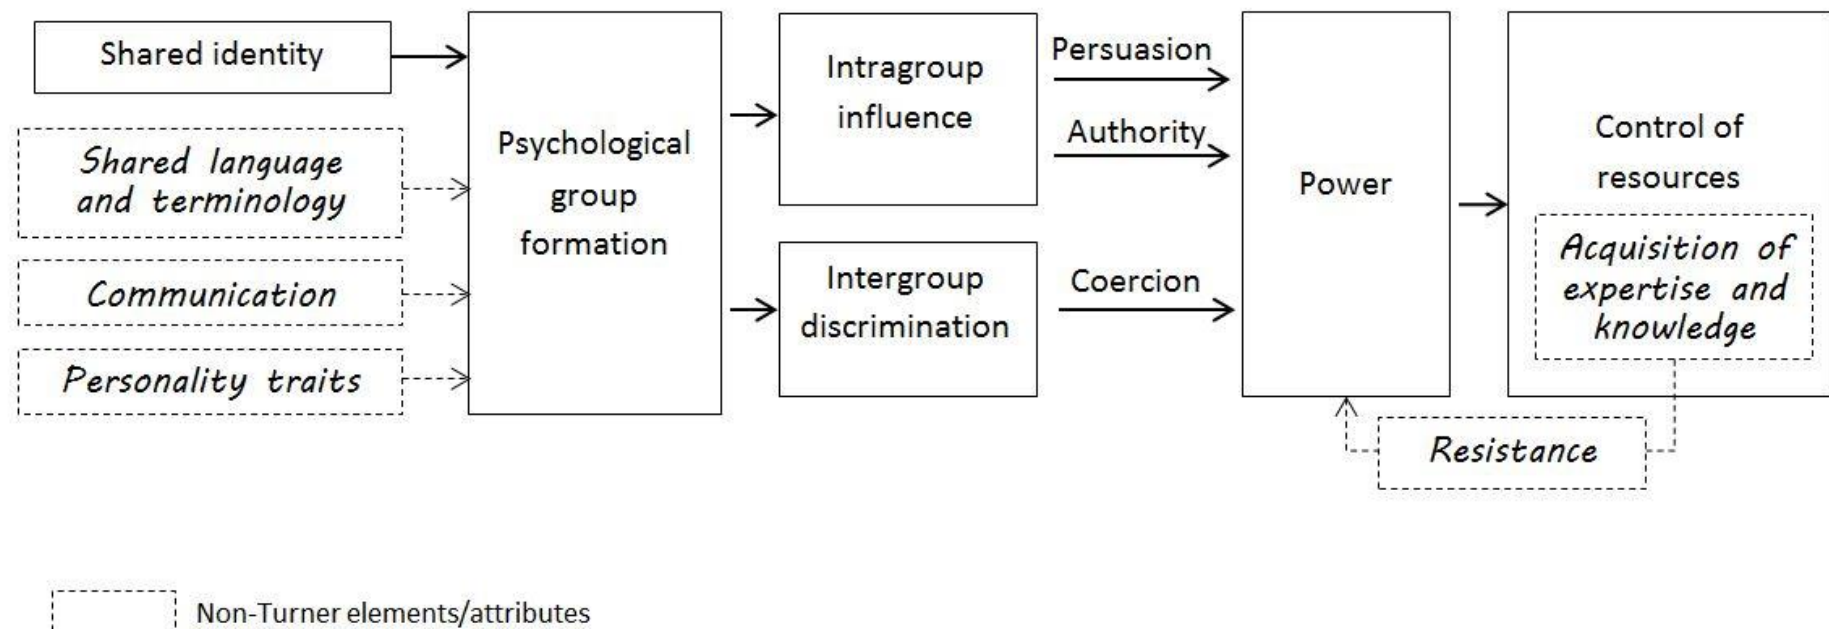 Shared identity
Shared language
and terminology
Communication
Personality traits
Psychological
group
formation
Intragroup
influence
Intergroup
discrimination
Persuasion
Authority
Coercion
Power
Control of
resources
Acquisition of
expertise and
knowledge
Resistance
Non-Turner elements/attributes